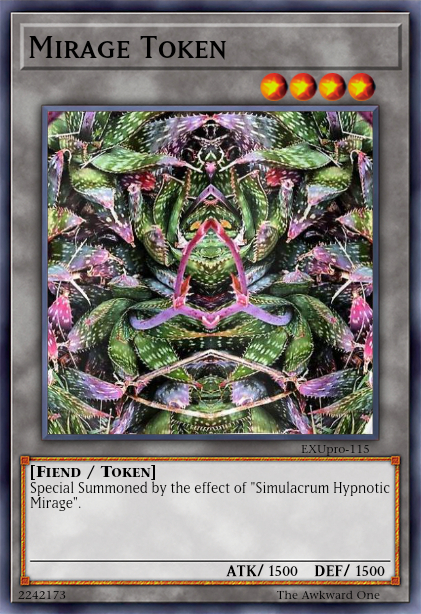 Mirage Token
EXUpro-115
[Fiend / Token]
Special Summoned by the effect of "Simulacrum Hypnotic
Mirage".
ATK/ 1500 DEF/ 1500
2242173 The Awkward One